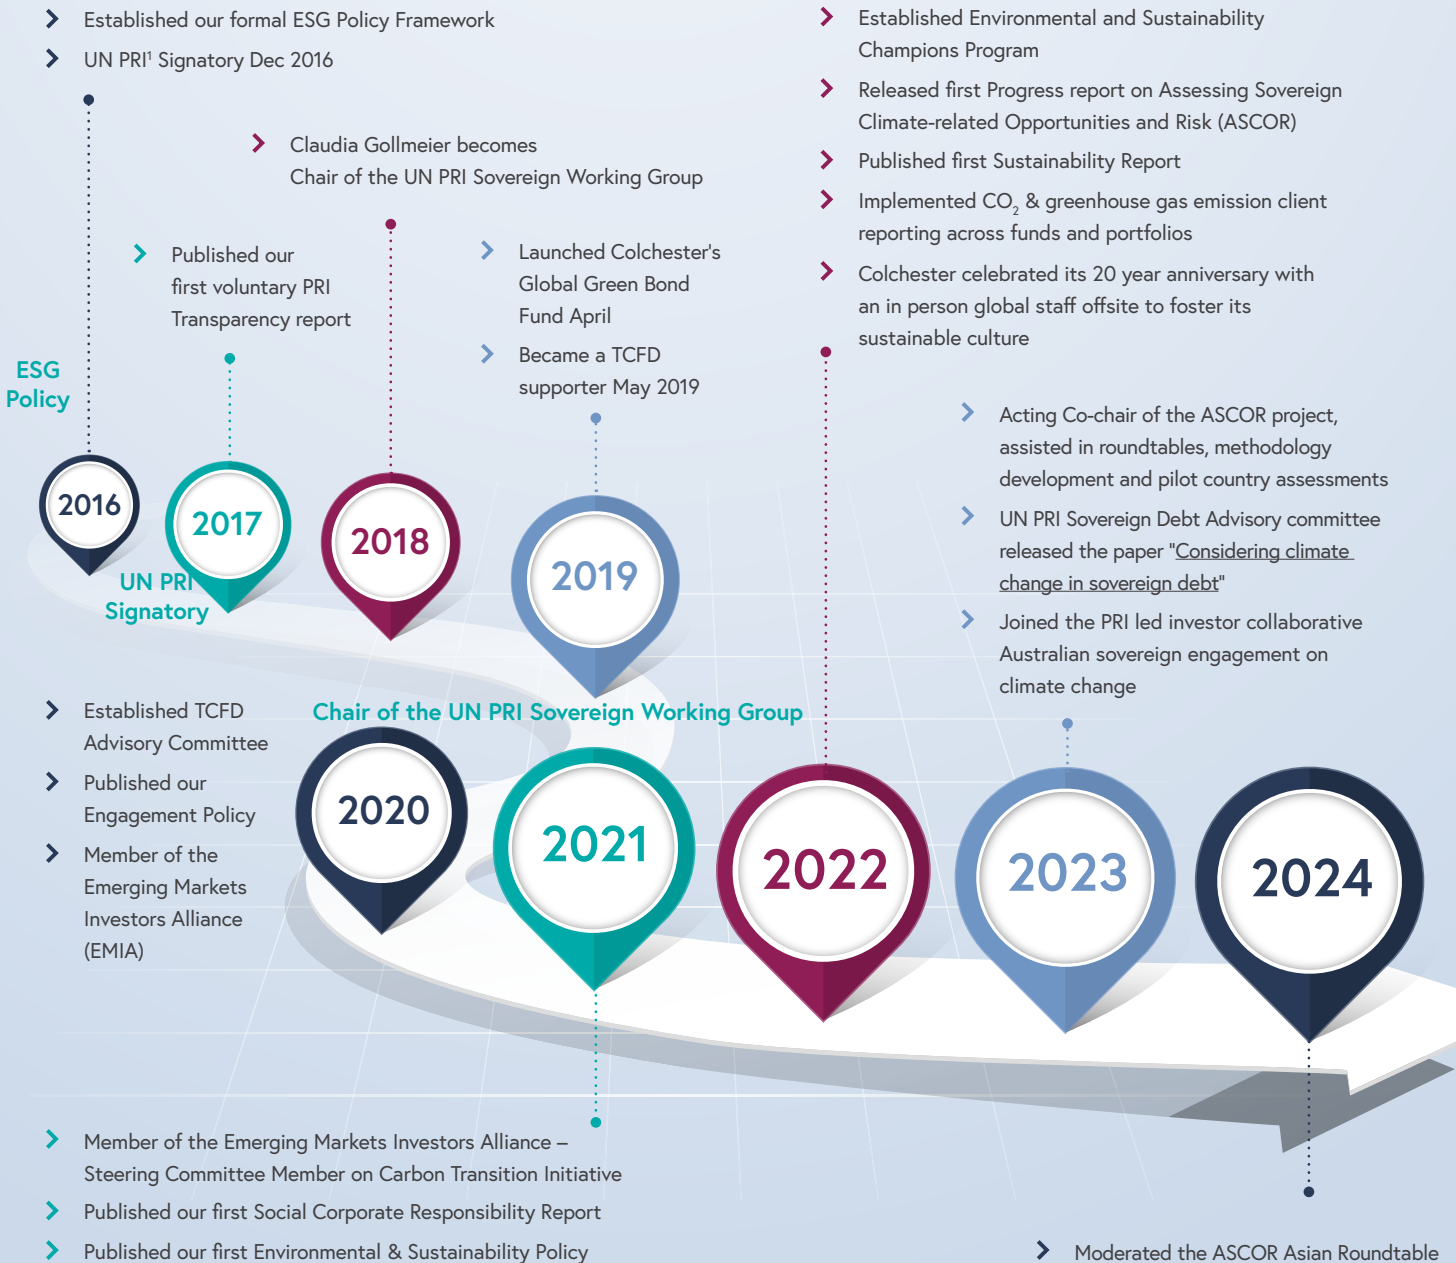 Established our formal ESG Policy Framework
UN PRI¹ Signatory Dec 2016
Published our
first voluntary PRI
Transparency report
Claudia Gollmeier becomes
Chair of the UN PRI Sovereign Working Group
Launched Colchester's
Global Green Bond
Fund April
Became a TCFD
supporter May 2019
Established Environmental and Sustainability
Champions Program
Released first Progress report on Assessing Sovereign
Climate-related Opportunities and Risk (ASCOR)
Published first Sustainability Report
Implemented CO₂ & greenhouse gas emission client
reporting across funds and portfolios
Colchester celebrated its 20 year anniversary with
an in person global staff offsite to foster its
sustainable culture
Acting Co-chair of the ASCOR project,
assisted in roundtables, methodology
development and pilot country assessments
UN PRI Sovereign Debt Advisory committee
released the paper "Considering climate
change in sovereign debt"
Joined the PRI led investor collaborative
Australian sovereign engagement on
climate change
ESG
Policy
2016
2017
2018
2019
UN PRI
Signatory
Chair of the UN PRI Sovereign Working Group
Established TCFD
Advisory Committee
Published our
Engagement Policy
Member of the
Emerging Markets
Investors Alliance
(EMIA)
2020
2021
2022
2023
2024
Member of the Emerging Markets Investors Alliance –
Steering Committee Member on Carbon Transition Initiative
Published our first Social Corporate Responsibility Report
Published our first Environmental & Sustainability Policy
Moderated the ASCOR Asian Roundtable